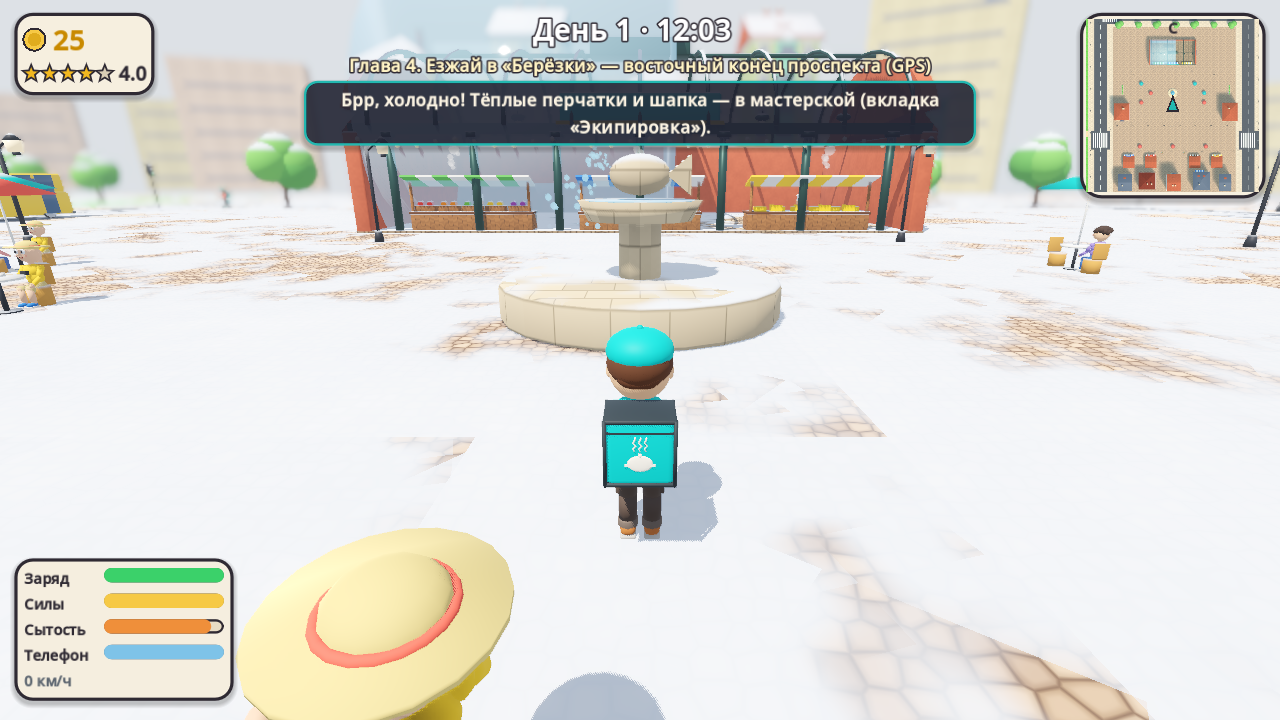 25
4.0
День 1 · 12:03
Глава 4. Езжай в «Берёзки» — восточный конец проспекта (GPS)
Брр, холодно! Тёплые перчатки и шапка — в мастерской (вкладка
«Экипировка»).
С
Заряд
Силы
Сытость
Телефон
0 км/ч